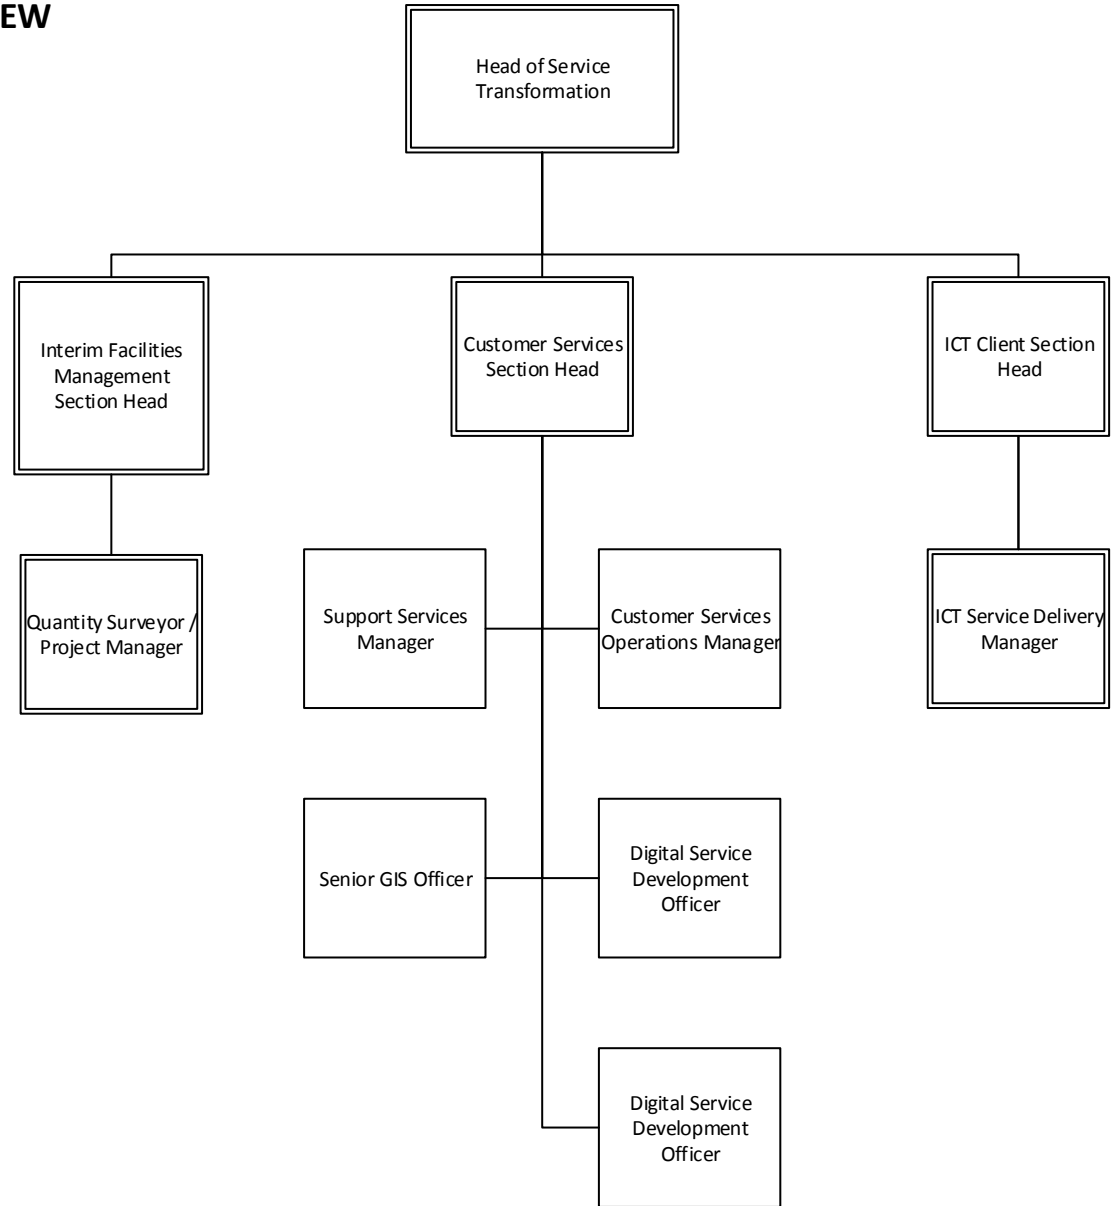 EW
Head of Service
Transformation
Interim Facilities
Management
Section Head
Customer Services
Section Head
ICT Client Section
Head
Quantity Surveyor /
Project Manager
Support Services
Manager
Customer Services
Operations Manager
ICT Service Delivery
Manager
Senior GIS Officer
Digital Service
Development
Officer
Digital Service
Development
Officer